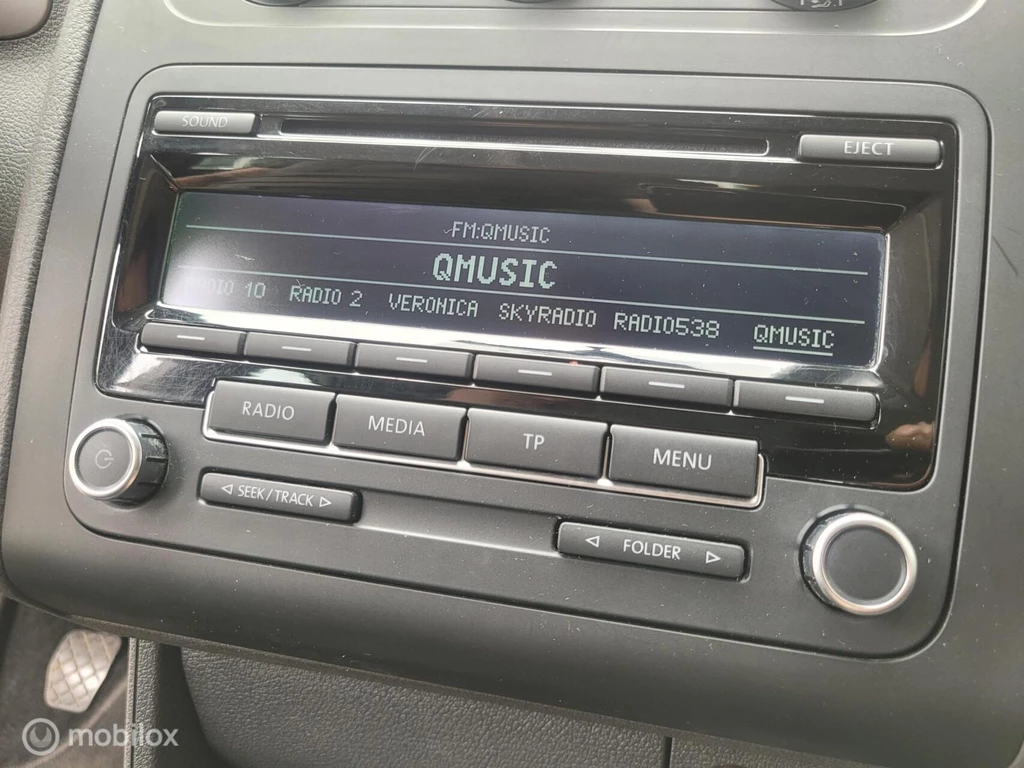 SOUND
EJECT
FM:QMUSIC
QMUSIC
10 RADIO 2 VERONICA SKYRADIO RADIO538 QMUSIC
RADIO MEDIA TP MENU
SEEK/TRACK
FOLDER
mobilox